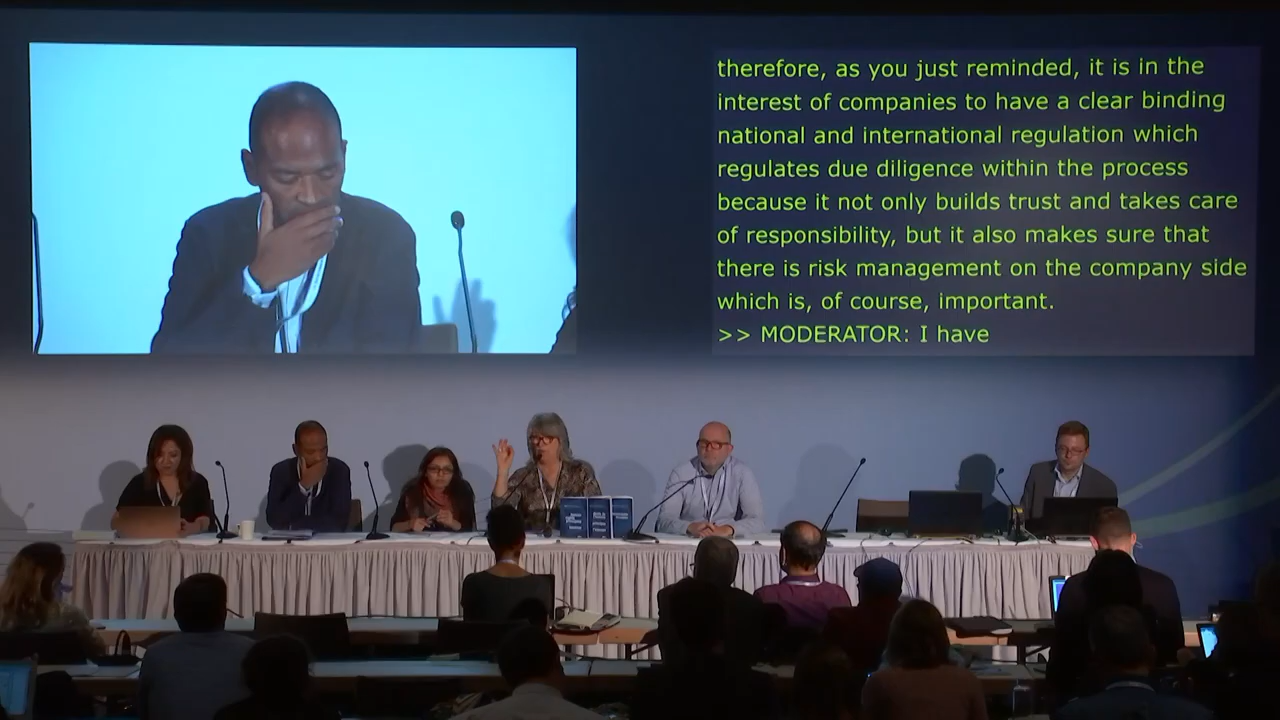 therefore, as you just reminded, it is in the
interest of companies to have a clear binding
national and international regulation which
regulates due diligence within the process
because it not only builds trust and takes care
of responsibility, but it also makes sure that
there is risk management on the company side
which is, of course, important.
>> MODERATOR: I have